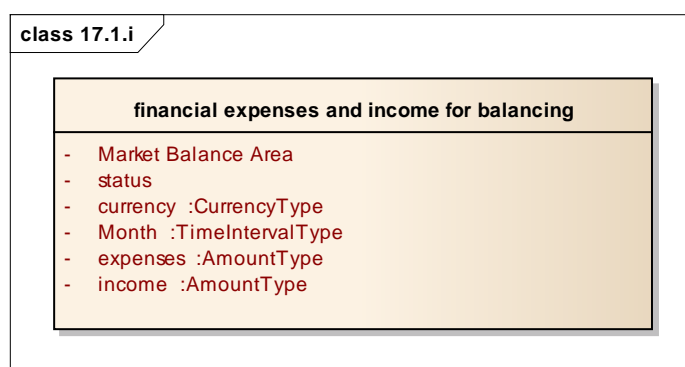 class 17.1.i
financial expenses and income for balancing
- Market Balance Area
- status
- currency :CurrencyType
- Month :TimeIntervalType
- expenses :AmountType
- income :AmountType